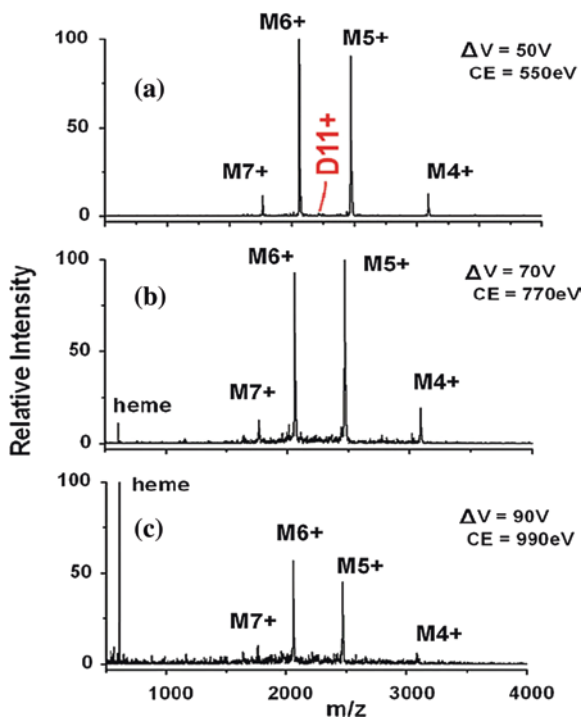 Relative Intensity
(a)
ΔV = 50V
CE = 550eV
100
50
0
M7+
M6+
D11+
M5+
M4+
(b)
ΔV = 70V
CE = 770eV
100
50
0
heme
M7+
M6+
M5+
M4+
(c)
ΔV = 90V
CE = 990eV
100
50
0
heme
M7+
M6+
M5+
M4+
1000 2000 3000 4000
m/z